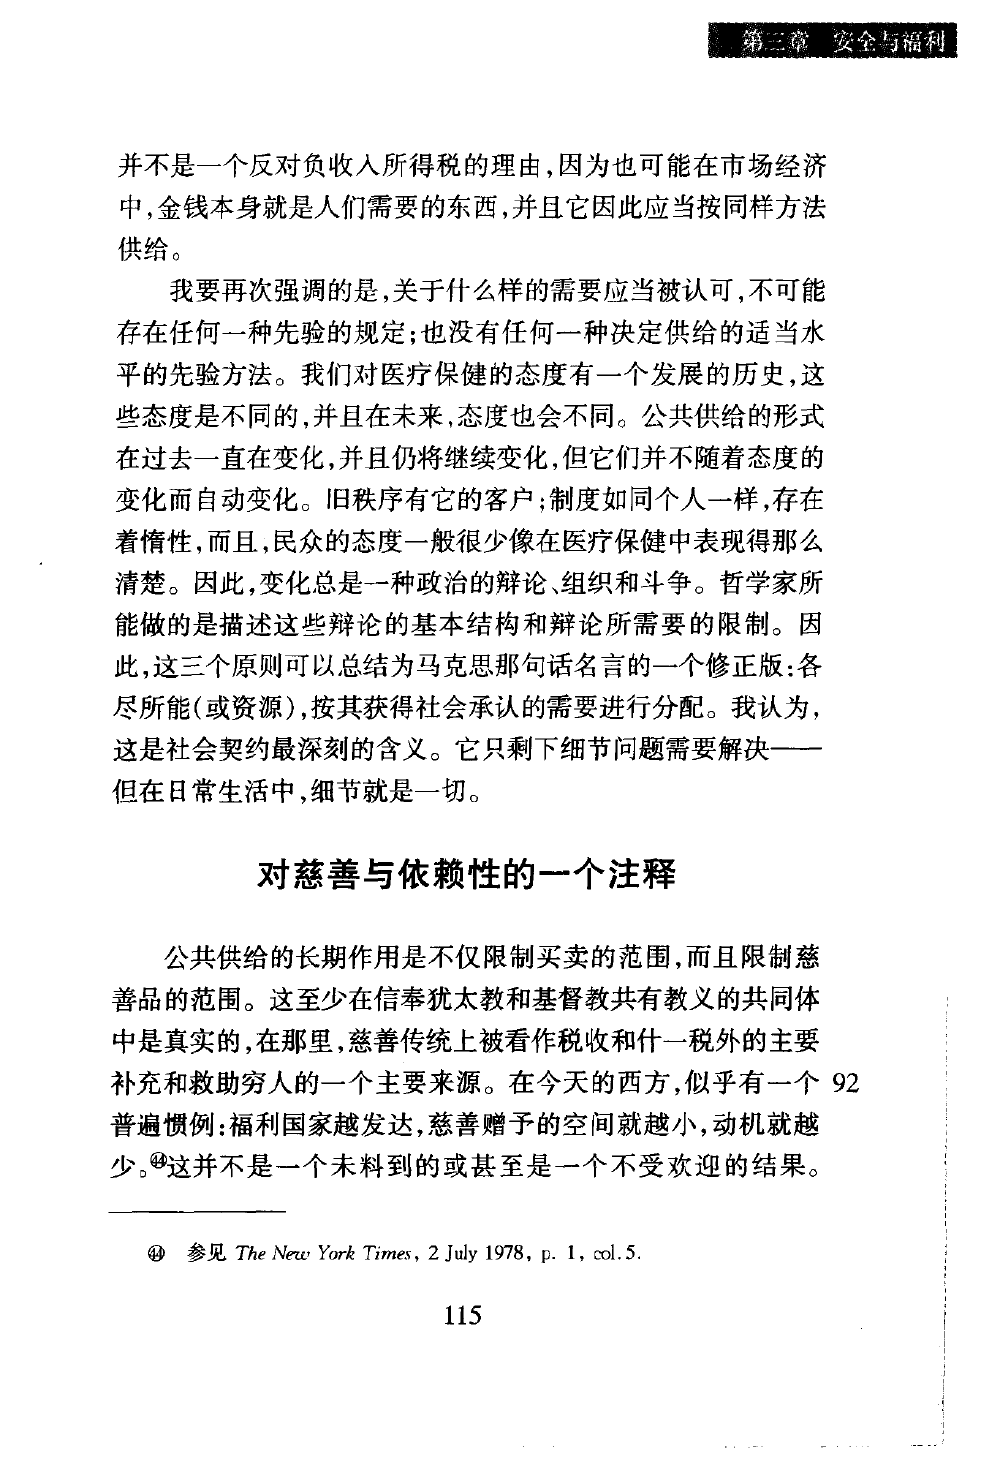 第三章　安全与福利
并不是一个反对负收入所得税的理由,因为也可能在市场经济
中,金钱本身就是人们需要的东西,并且它因此应当按同样方法
供给。
我要再次强调的是,关于什么样的需要应当被认可,不可能
存在任何一种先验的规定;也没有任何一种决定供给的适当水
平的先验方法。我们对医疗保健的态度有一个发展的历史,这
些态度是不同的,并且在未来,态度也会不同。公共供给的形式
在过去一直在变化,并且仍将继续变化,但它们并不随着态度的
变化而自动变化。旧秩序有它的客户;制度如同个人一样,存在
着惰性,而且,民众的态度一般很少像在医疗保健中表现得那么
清楚。因此,变化总是一种政治的辩论、组织和斗争。哲学家所
能做的是描述这些辩论的基本结构和辩论所需要的限制。因
此,这三个原则可以总结为马克思那句话名言的一个修正版:各
尽所能(或资源),按其获得社会承认的需要进行分配。我认为,
这是社会契约最深刻的含义。它只剩下细节问题需要解决——
但在日常生活中,细节就是一切。
对慈善与依赖性的一个注释
公共供给的长期作用是不仅限制买卖的范围,而且限制慈
善品的范围。这至少在信奉犹太教和基督教共有教义的共同体
中是真实的,在那里,慈善传统上被看作税收和什一税外的主要
补充和救助穷人的一个主要来源。在今天的西方,似乎有一个 92
普遍惯例:福利国家越发达,慈善赠予的空间就越小,动机就越
少。㊹这并不是一个未料到的或甚至是一个不受欢迎的结果。
㊹ 参见 The New York Times, 2 July 1978, p. 1, col. 5.
115